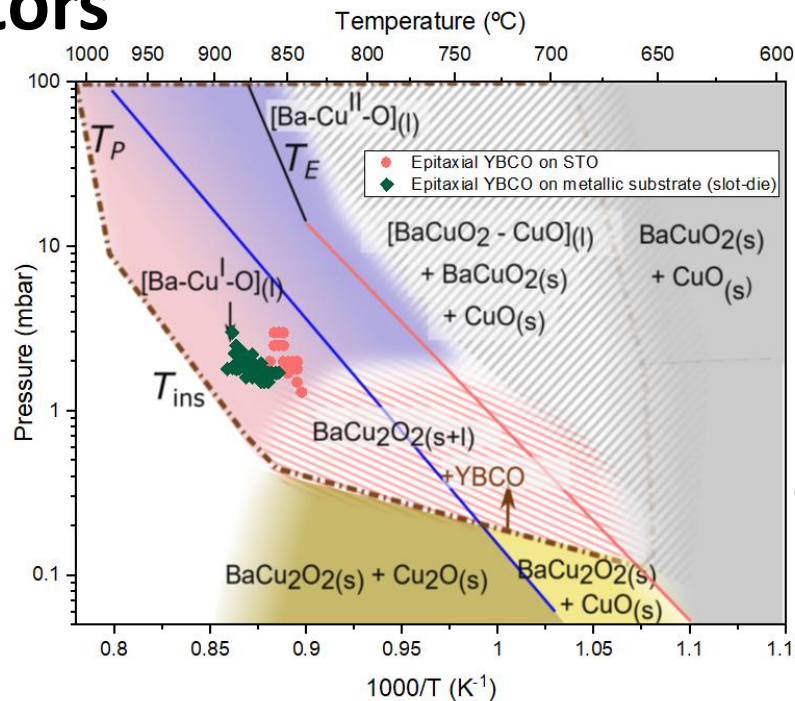 tors
Temperature (ºC)
1000 950 900 850 800 750 700 650 600
100
10
1
0.1
Pressure (mbar)
TP
TE
Tins
[Ba-CuII-O](l)
Epitaxial YBCO on STO
Epitaxial YBCO on metallic substrate (slot-die)
[BaCuO2 - CuO](l)
+ BaCuO2(s)
+ CuO(s)
BaCuO2(s)
+ CuO(s)
[Ba-CuI-O](l)
BaCu2O2(s+l)
+YBCO
BaCu2O2(s) + Cu2O(s)
BaCu2O2(s)
+ CuO(s)
0.8 0.85 0.9 0.95 1 1.05 1.1 1.1
1000/T (K-1)